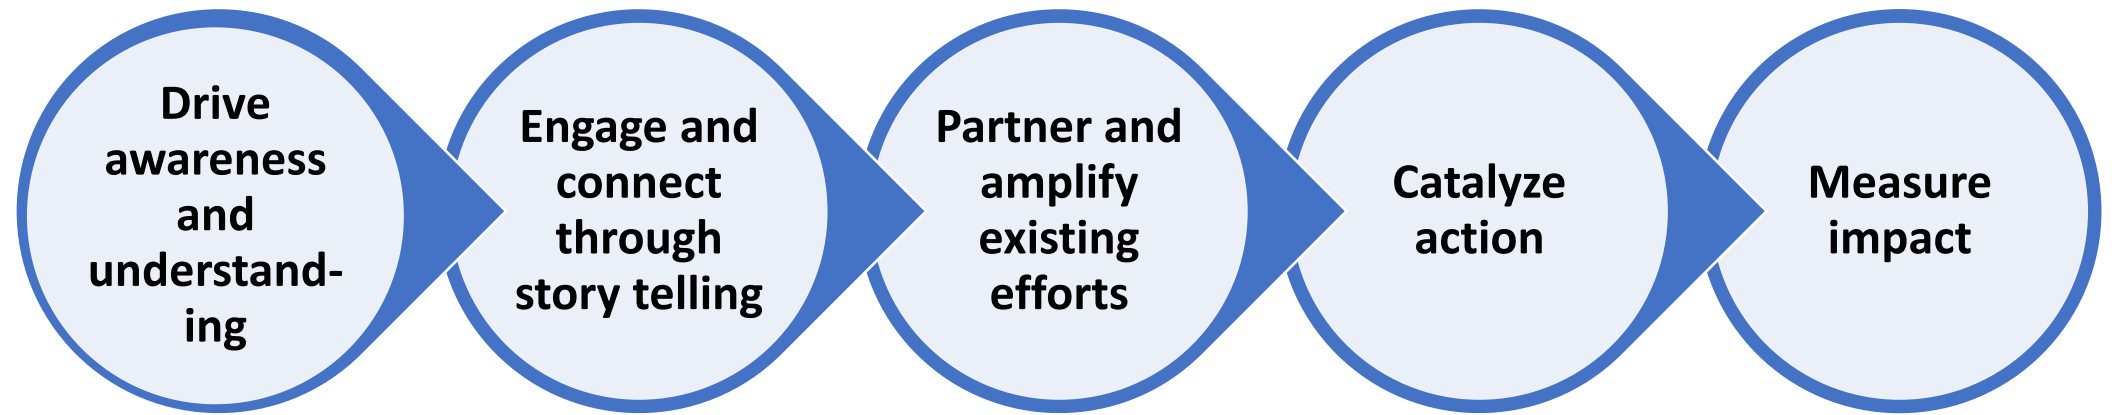 Drive
awareness
and
understand-
ing
Engage and
connect
through
story telling
Partner and
amplify
existing
efforts
Catalyze
action
Measure
impact